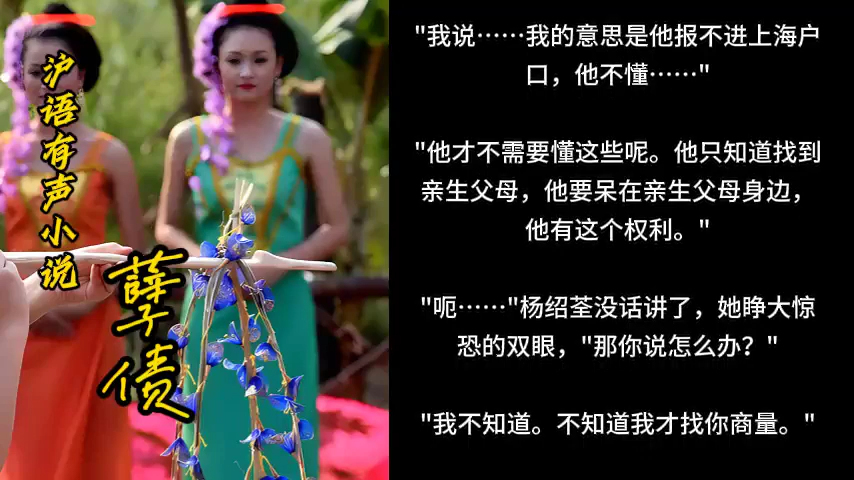 沪语有声小说
孽债
"我说……我的意思是他报不进上海户
口，他不懂……"
"他才不需要懂这些呢。他只知道找到
亲生父母，他要呆在亲生父母身边，
他有这个权利。"
"呃……"杨绍荃没话讲了，她睁大惊
恐的双眼，"那你说怎么办？"
"我不知道。不知道我才找你商量。"